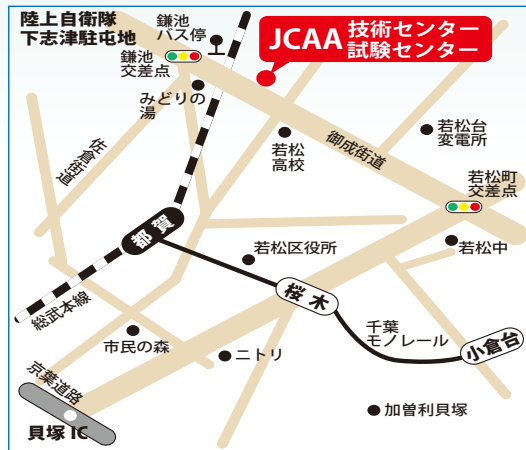 陸上自衛隊
下志津駐屯地
鎌池
バス停
JCAA 技術センター
試験センター
鎌池
交差点
みどりの
湯
佐倉街道
若松
高校
御成街道
若松台
変電所
若松町
交差点
都賀
若松区役所
若松中
桜木
総武本線
千葉
モノレール
小倉台
市民の森
ニトリ
京葉道路
加曽利貝塚
貝塚 IC